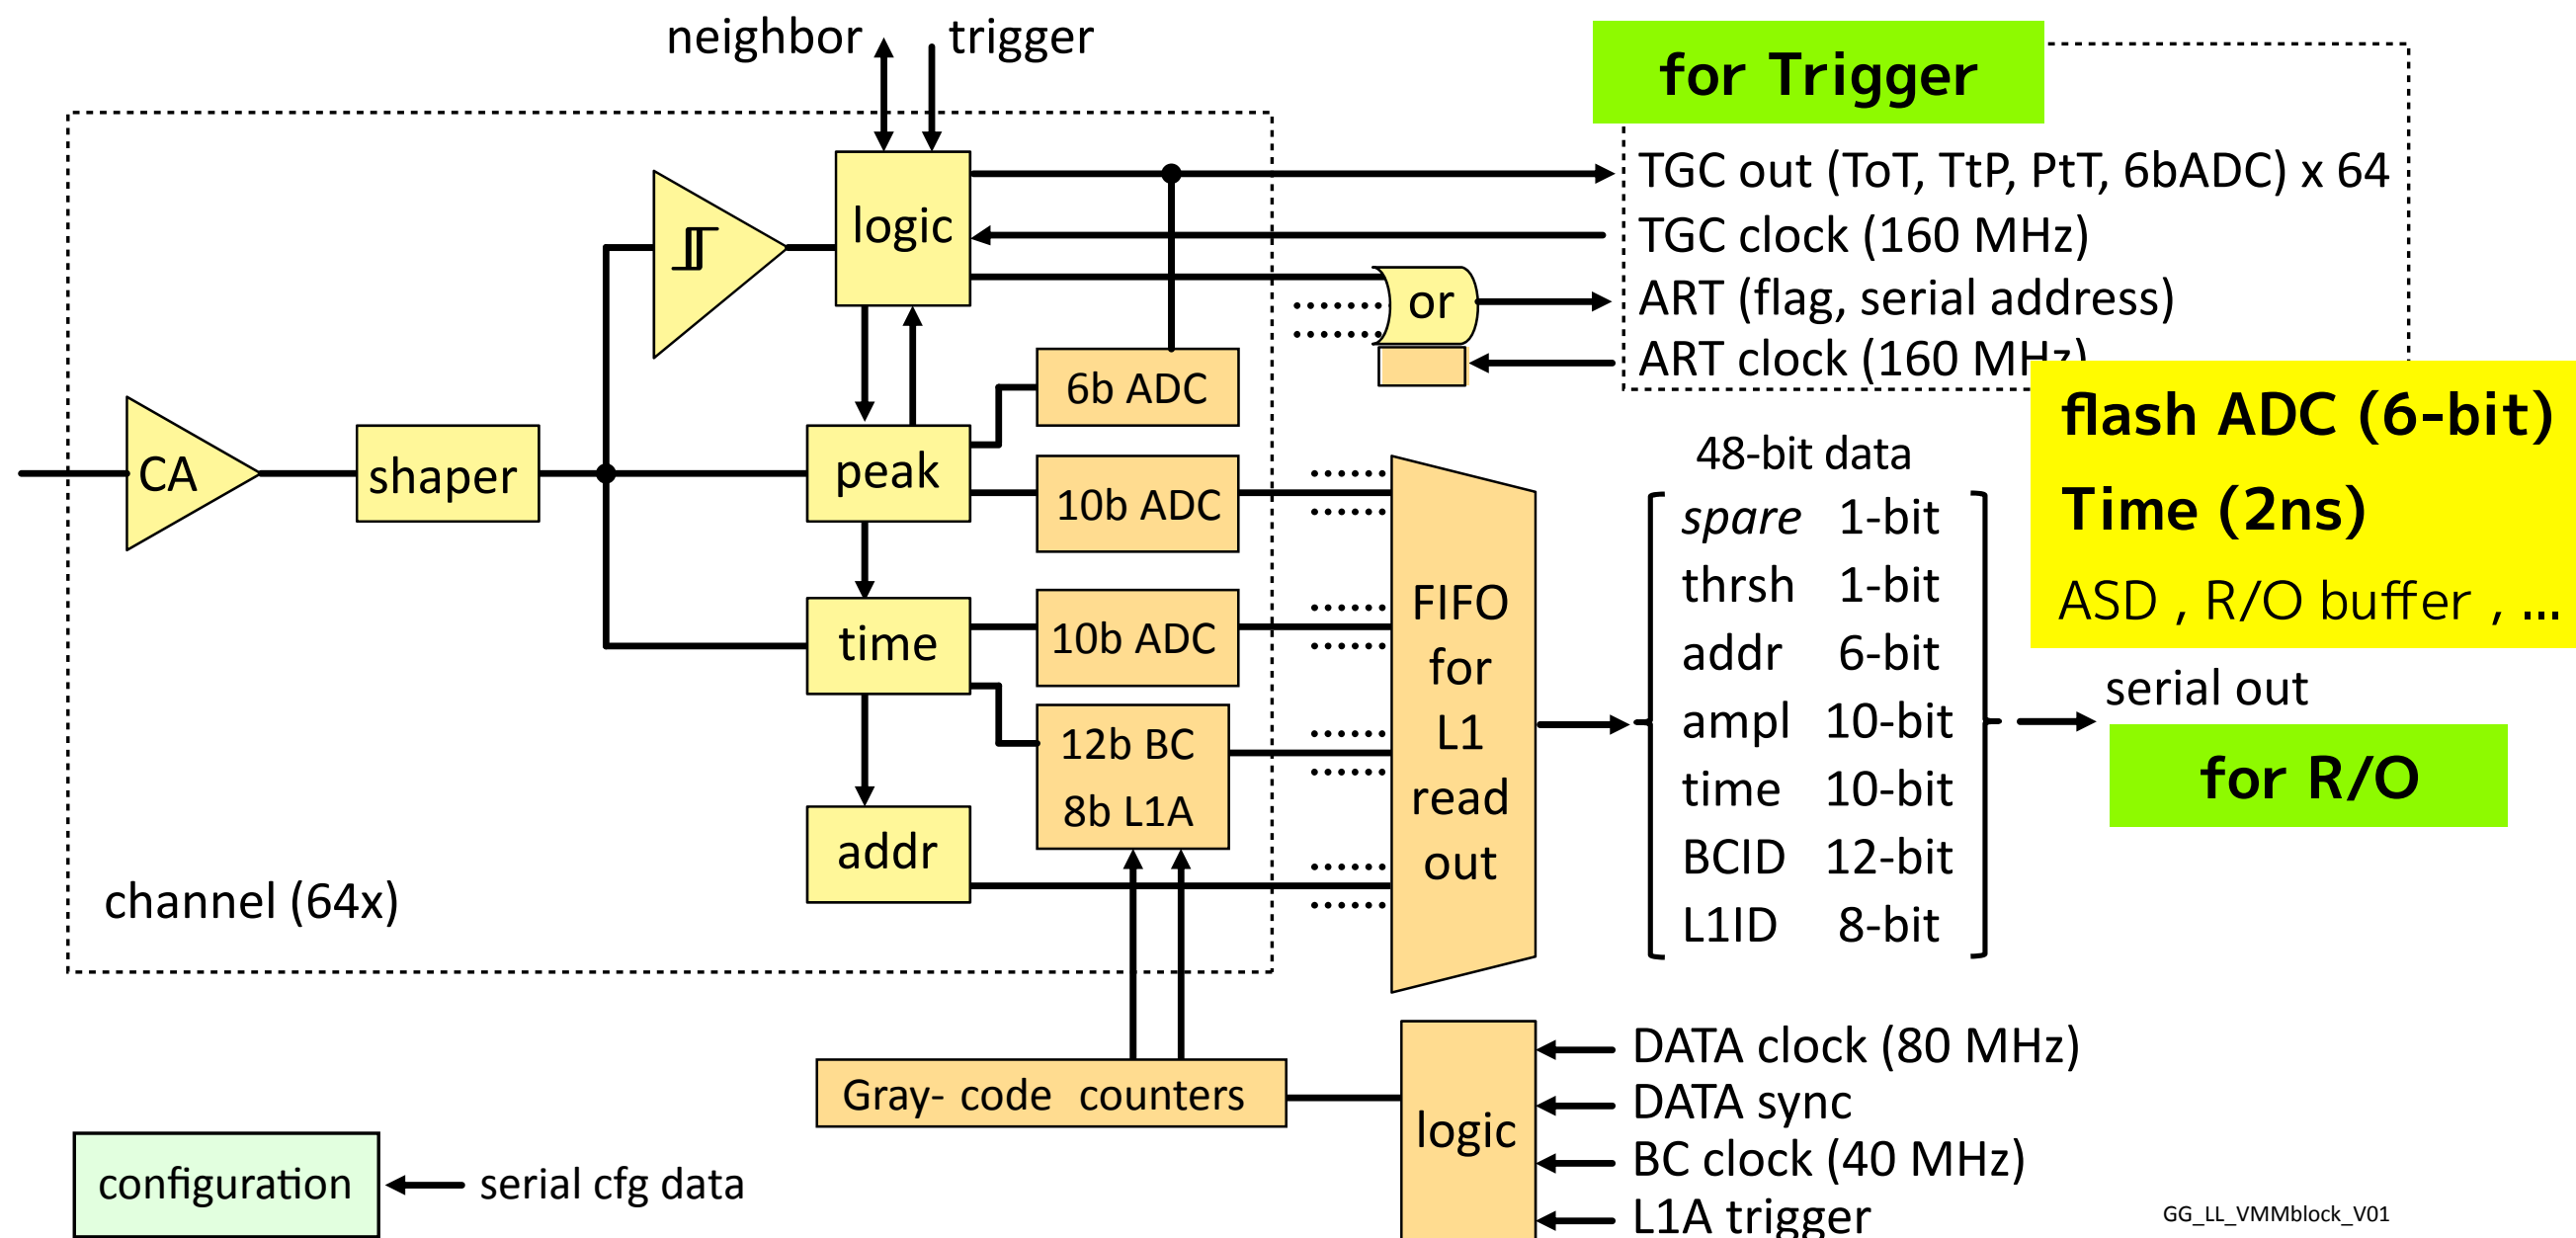 neighbor trigger
for Trigger
TGC out (ToT, TtP, PtT, 6bADC) x 64
TGC clock (160 MHz)
ART (flag, serial address)
ART clock (160 MHz)
logic
or
6b ADC
CA
shaper
peak
10b ADC
time
10b ADC
12b BC
8b L1A
addr
channel (64x)
FIFO
for
L1
read
out
48-bit data
spare 1-bit
thrsh 1-bit
addr 6-bit
ampl 10-bit
time 10-bit
BCID 12-bit
L1ID 8-bit
flash ADC (6-bit)
Time (2ns)
ASD , R/O buffer , ...
serial out
for R/O
Gray- code counters
logic
DATA clock (80 MHz)
DATA sync
BC clock (40 MHz)
L1A trigger
configuration
serial cfg data
GG_LL_VMMblock_V01